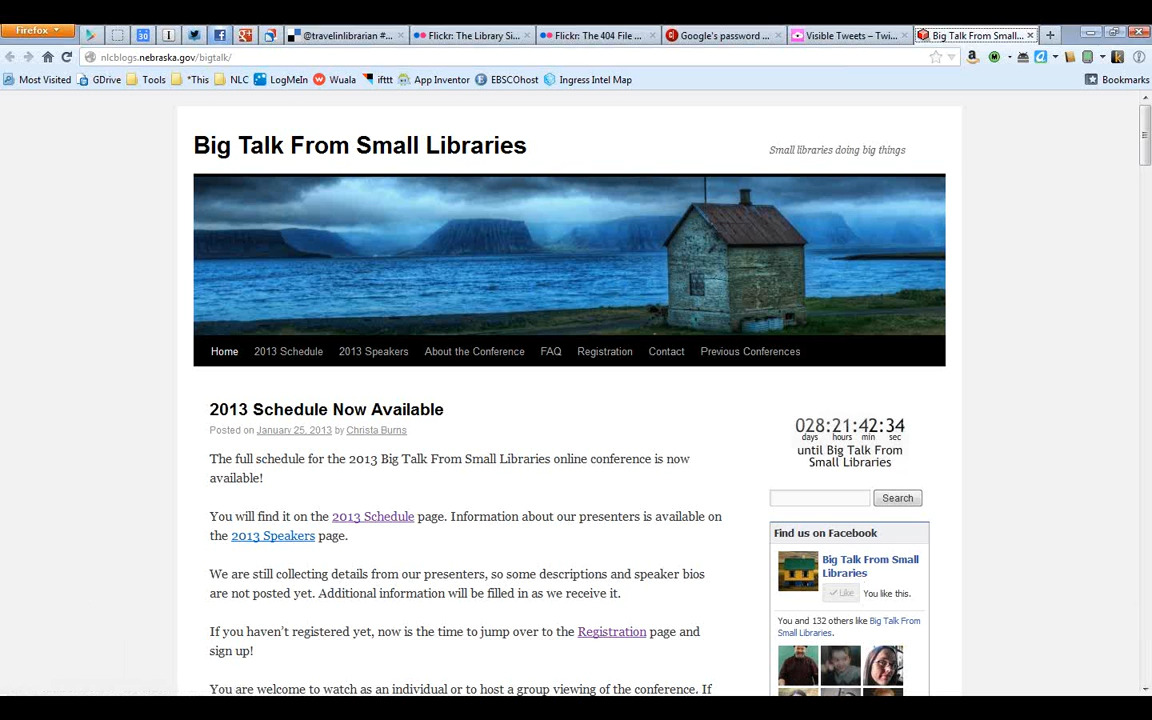 Firefox
30
@travelinlibrarian #...
Flickr: The Library Si...
Flickr: The 404 File ...
Google's password ...
Visible Tweets – Twi...
Big Talk From Small...
nlcblogs.nebraska.gov/bigtalk/
Most Visited
GDrive
Tools
*This
NLC
LogMeIn
Wuala
ifttt
App Inventor
EBSCOhost
Ingress Intel Map
Bookmarks
Big Talk From Small Libraries
Small libraries doing big things
Home
2013 Schedule
2013 Speakers
About the Conference
FAQ
Registration
Contact
Previous Conferences
2013 Schedule Now Available
Posted on January 25, 2013 by Christa Burns
The full schedule for the 2013 Big Talk From Small Libraries online conference is now
available!
You will find it on the 2013 Schedule page. Information about our presenters is available on
the 2013 Speakers page.
We are still collecting details from our presenters, so some descriptions and speaker bios
are not posted yet. Additional information will be filled in as we receive it.
If you haven't registered yet, now is the time to jump over to the Registration page and
sign up!
You are welcome to watch as an individual or to host a group viewing of the conference. If
028:21:42:34
days hours min sec
until Big Talk From
Small Libraries
Search
Find us on Facebook
Big Talk From Small
Libraries
Like
You like this.
You and 132 others like Big Talk From
Small Libraries.